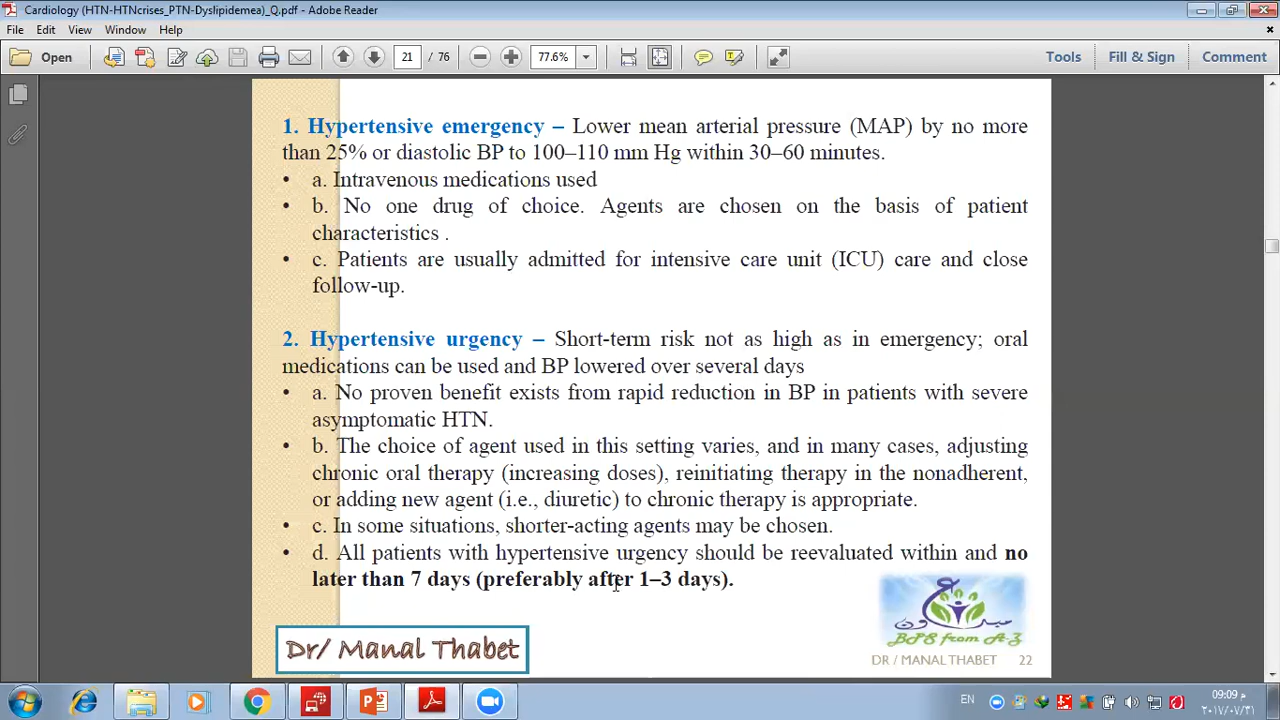 Cardiology (HTN-HTNcrises_PTN-Dyslipidemea)_Q.pdf - Adobe Reader
File Edit View Window Help
Open 21 / 76 77.6% Tools Fill & Sign Comment
1. Hypertensive emergency – Lower mean arterial pressure (MAP) by no more
than 25% or diastolic BP to 100–110 mm Hg within 30–60 minutes.
• a. Intravenous medications used
• b. No one drug of choice. Agents are chosen on the basis of patient
characteristics .
• c. Patients are usually admitted for intensive care unit (ICU) care and close
follow-up.
2. Hypertensive urgency – Short-term risk not as high as in emergency; oral
medications can be used and BP lowered over several days
• a. No proven benefit exists from rapid reduction in BP in patients with severe
asymptomatic HTN.
• b. The choice of agent used in this setting varies, and in many cases, adjusting
chronic oral therapy (increasing doses), reinitiating therapy in the nonadherent,
or adding new agent (i.e., diuretic) to chronic therapy is appropriate.
• c. In some situations, shorter-acting agents may be chosen.
• d. All patients with hypertensive urgency should be reevaluated within and no
later than 7 days (preferably after 1–3 days).
BPS from A-Z
Dr/ Manal Thabet
DR / MANAL THABET 22
EN
09:09 م
٢٠١٧/٠٧/٣١